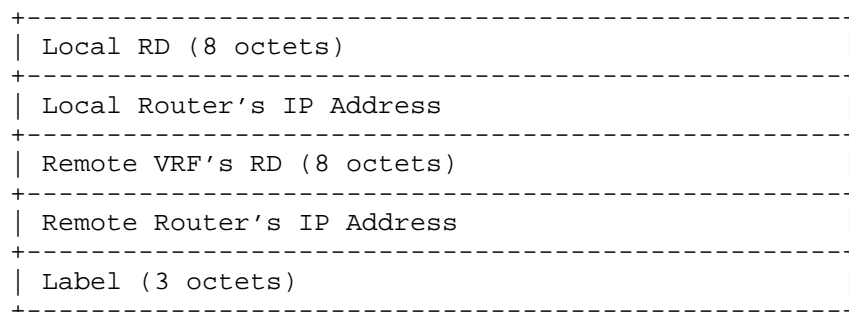 +-----------------------------------------------------
| Local RD (8 octets)                                 |
+-----------------------------------------------------
| Local Router’s IP Address                           |
+-----------------------------------------------------
| Remote VRF’s RD (8 octets)                          |
+-----------------------------------------------------
| Remote Router’s IP Address                          |
+-----------------------------------------------------
| Label (3 octets)                                    |
+-----------------------------------------------------